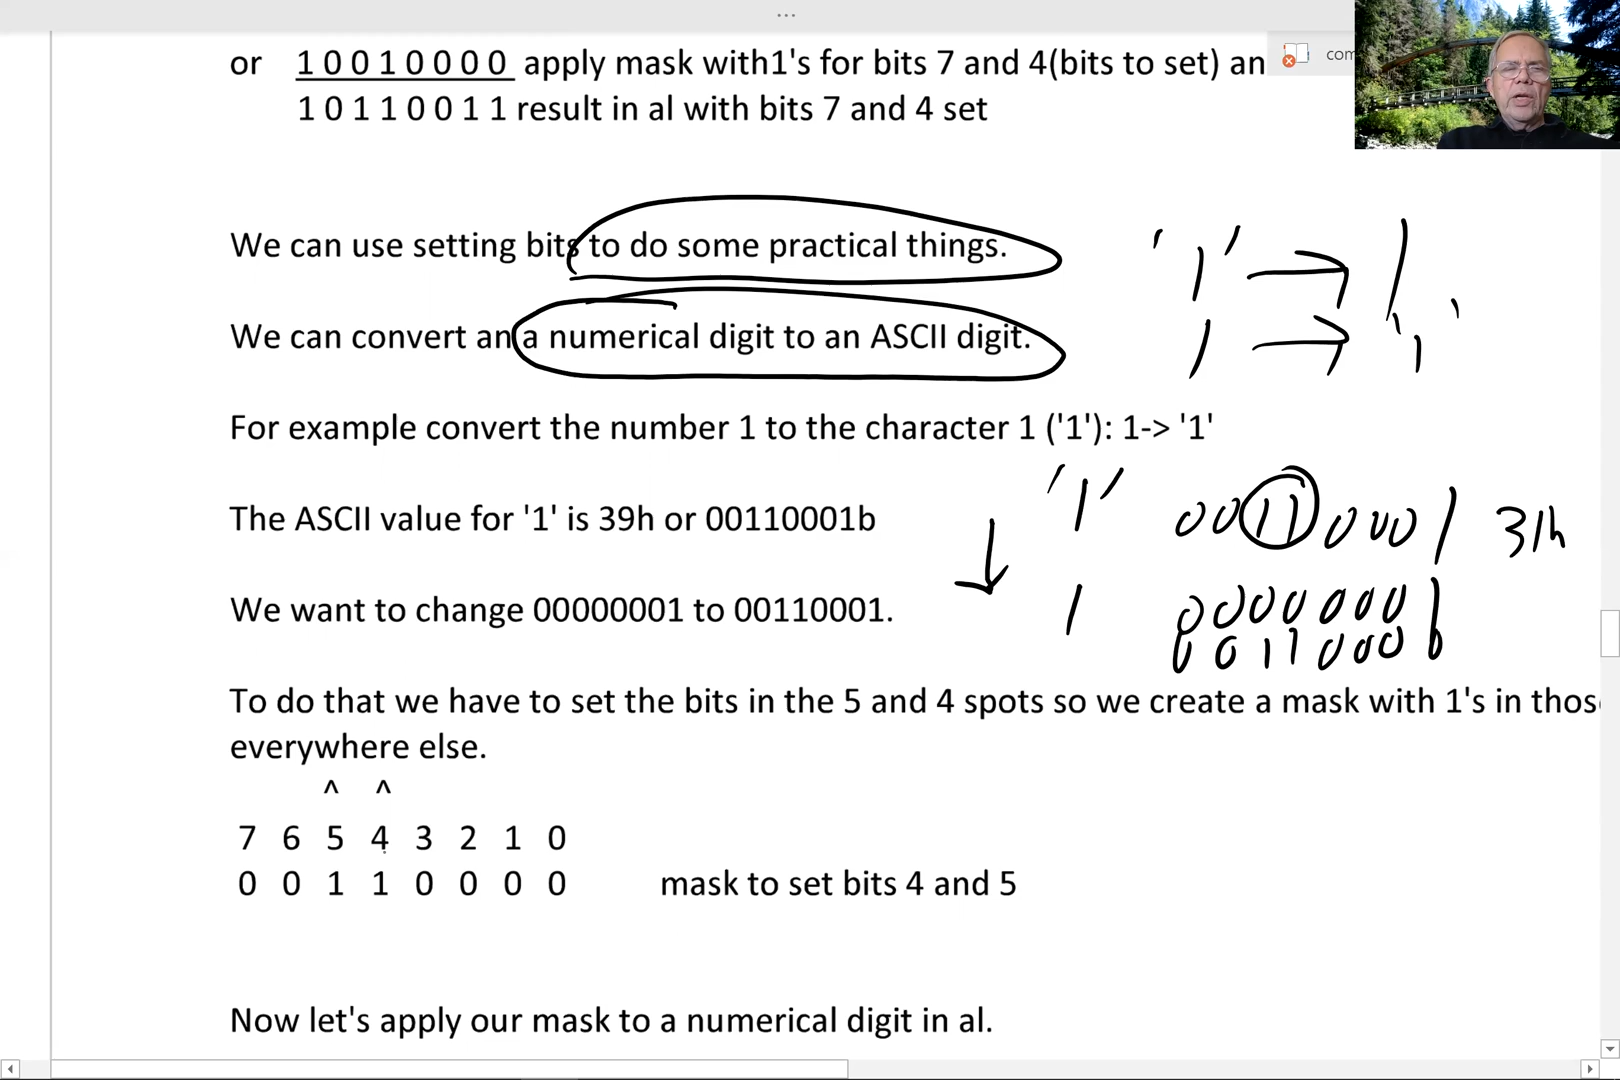 ...
or 1 0 0 1 0 0 0 0 apply mask with1's for bits 7 and 4(bits to set) an
com
1 0 1 1 0 0 1 1 result in al with bits 7 and 4 set
We can use setting bits to do some practical things.
'1' → 1
We can convert an a numerical digit to an ASCII digit.
1 → '1'
For example convert the number 1 to the character 1 ('1'): 1-> '1'
The ASCII value for '1' is 39h or 00110001b
'1' 00110001 31h
We want to change 00000001 to 00110001.
1 00000001
00110000
To do that we have to set the bits in the 5 and 4 spots so we create a mask with 1's in thos
everywhere else.
^ ^
7 6 5 4 3 2 1 0
0 0 1 1 0 0 0 0 mask to set bits 4 and 5
Now let's apply our mask to a numerical digit in al.